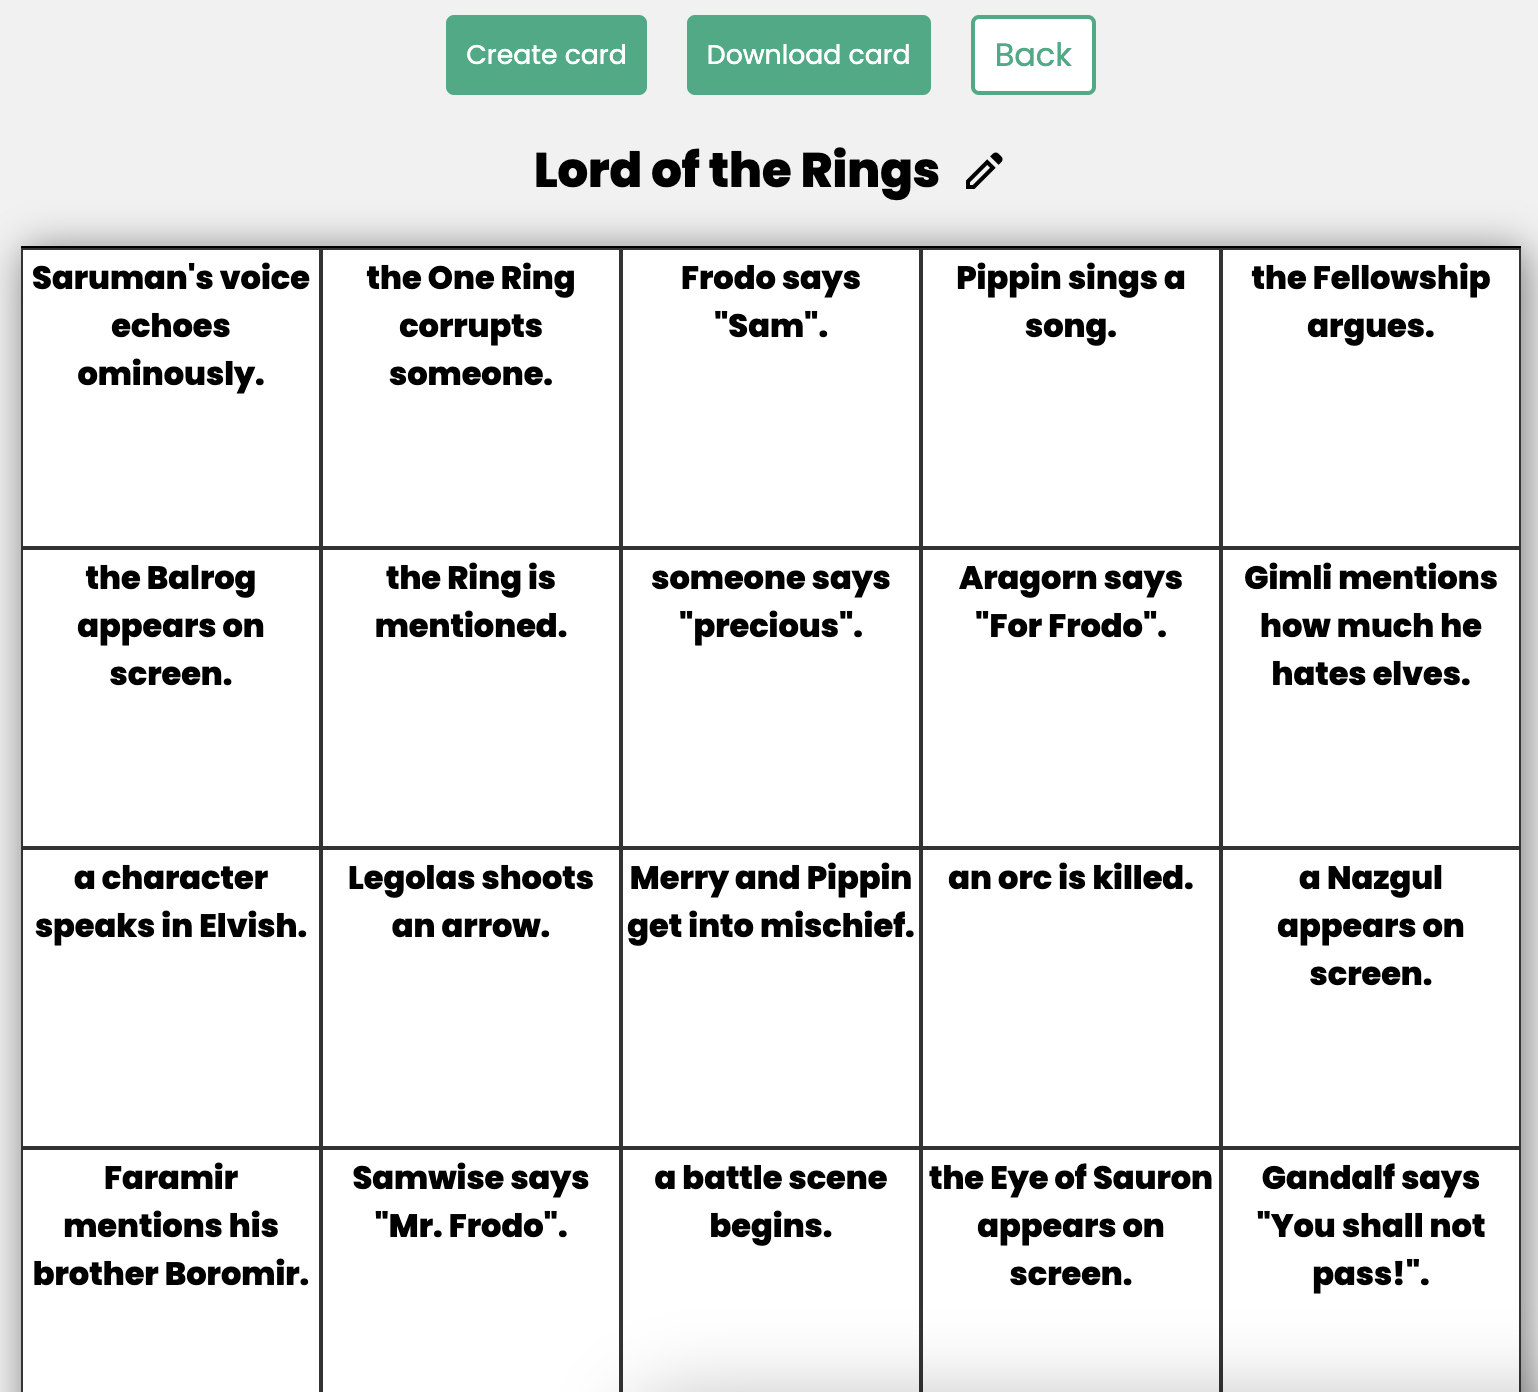 Create card
Download card
Back
Lord of the Rings
Saruman's voice
echoes
ominously.
the One Ring
corrupts
someone.
Frodo says
"Sam".
Pippin sings a
song.
the Fellowship
argues.
the Balrog
appears on
screen.
the Ring is
mentioned.
someone says
"precious".
Aragorn says
"For Frodo".
Gimli mentions
how much he
hates elves.
a character
speaks in Elvish.
Legolas shoots
an arrow.
Merry and Pippin
get into mischief.
an orc is killed.
a Nazgul
appears on
screen.
Faramir
mentions his
brother Boromir.
Samwise says
"Mr. Frodo".
a battle scene
begins.
the Eye of Sauron
appears on
screen.
Gandalf says
"You shall not
pass!".